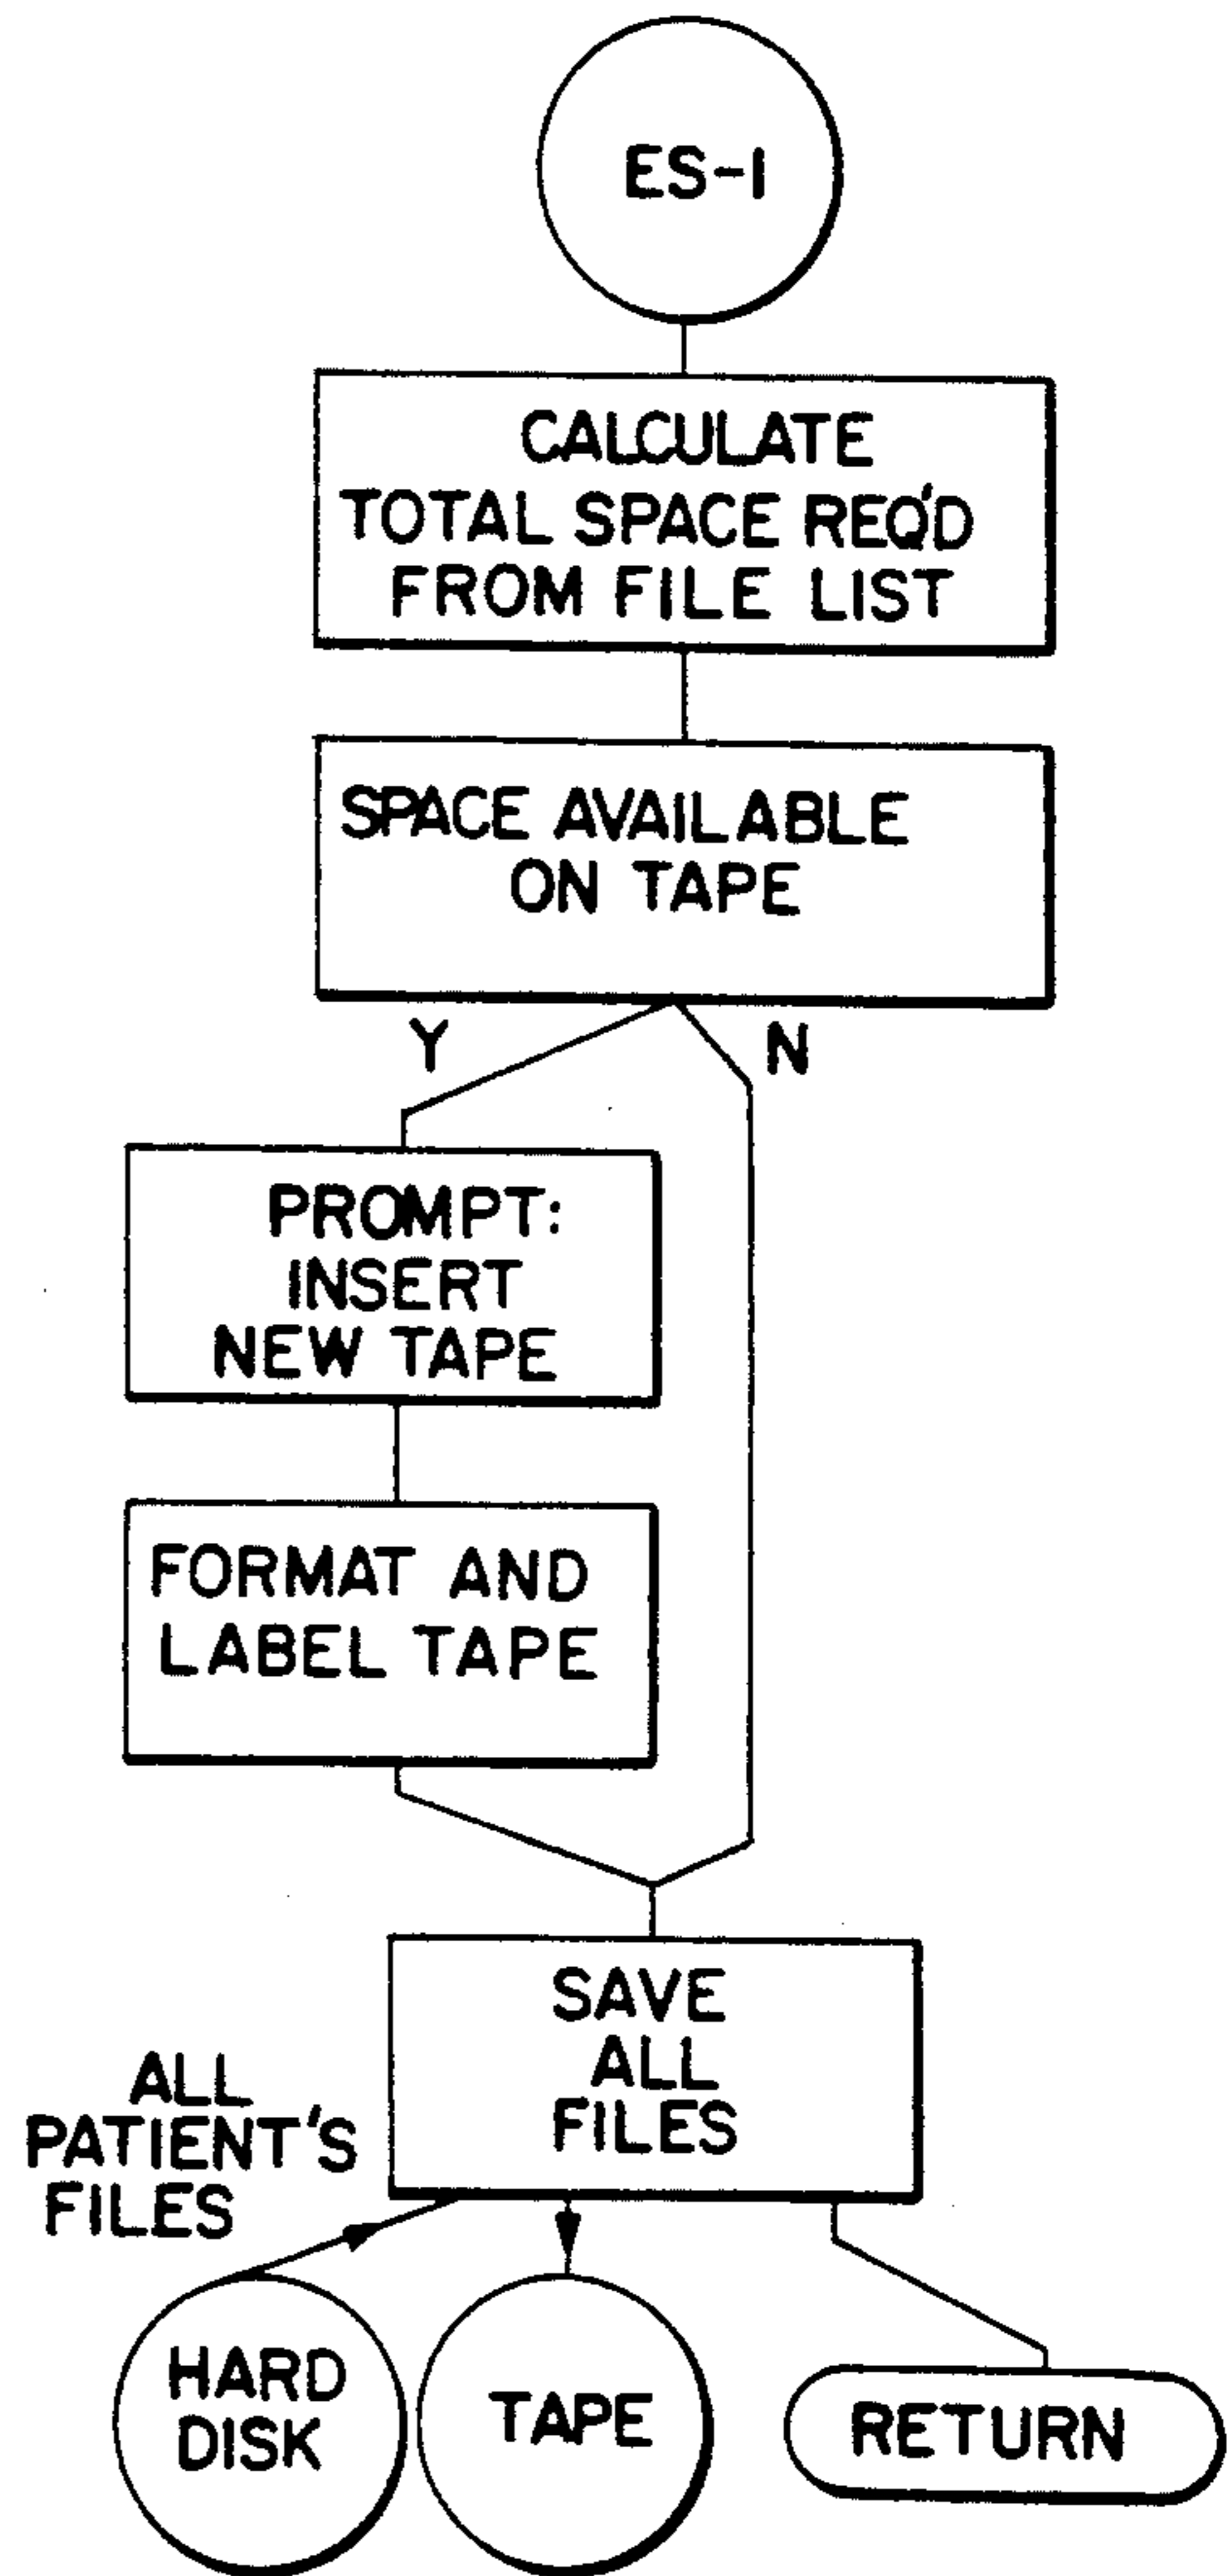 ES-1
CALCULATE
TOTAL SPACE REQ'D
FROM FILE LIST
SPACE AVAILABLE
ON TAPE
Y
N
PROMPT:
INSERT
NEW TAPE
FORMAT AND
LABEL TAPE
SAVE
ALL
FILES
ALL
PATIENT'S
FILES
HARD
DISK
TAPE
RETURN